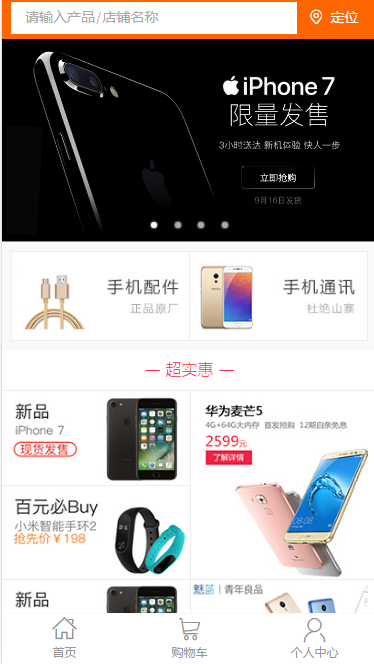 请输入产品/店铺名称
定位
iPhone 7
限量发售
3小时送达 新机体验 快人一步
立即抢购
9月16日发货
手机配件
正品原厂
手机通讯
杜绝山寨
— 超实惠 —
新品
iPhone 7
现货发售
华为麦芒5
4G+64G大内存 首发抢购 12期白条免息
2599元
了解详情
百元必Buy
小米智能手环2
抢先价￥198
新品
魅蓝 | 青年良品
首页
购物车
个人中心